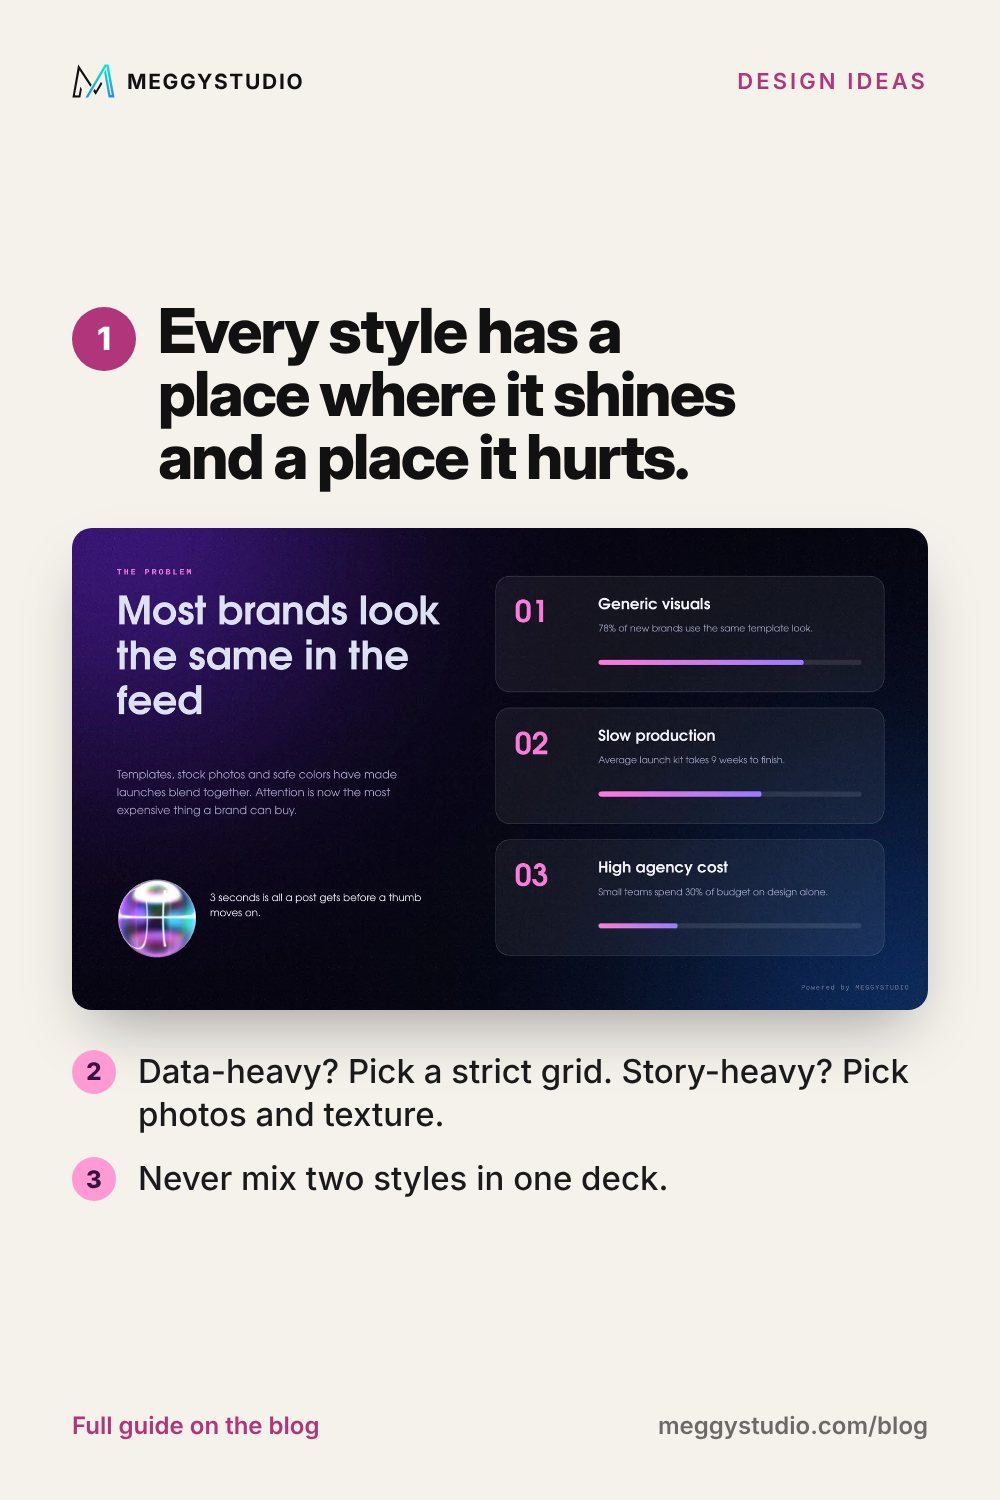 MEGGYSTUDIO
DESIGN IDEAS
1
Every style has a
place where it shines
and a place it hurts.
THE PROBLEM
Most brands look
the same in the
feed
Templates, stock photos and safe colors have made
launches blend together. Attention is now the most
expensive thing a brand can buy.
3 seconds is all a post gets before a thumb
moves on.
01
Generic visuals
78% of new brands use the same template look.
02
Slow production
Average launch kit takes 9 weeks to finish.
03
High agency cost
Small teams spend 30% of budget on design alone.
Powered by MEGGYSTUDIO
2
Data-heavy? Pick a strict grid. Story-heavy? Pick
photos and texture.
3
Never mix two styles in one deck.
Full guide on the blog
meggystudio.com/blog